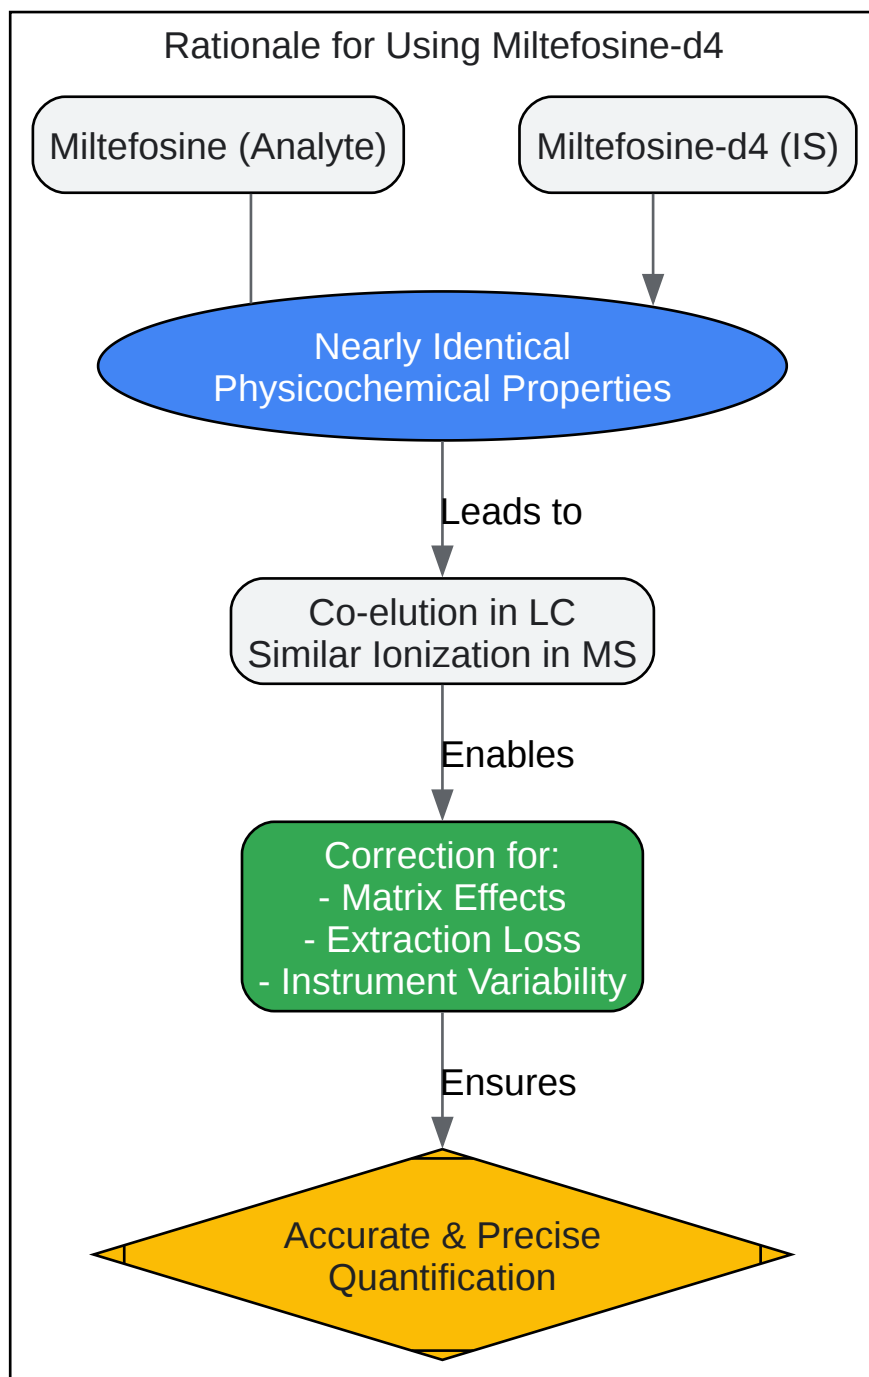 Rationale for Using Miltefosine-d4
Miltefosine (Analyte)
Miltefosine-d4 (IS)
Nearly Identical
Physicochemical Properties
Leads to
Co-elution in LC
Similar Ionization in MS
Enables
Correction for:
- Matrix Effects
- Extraction Loss
- Instrument Variability
Ensures
Accurate & Precise
Quantification